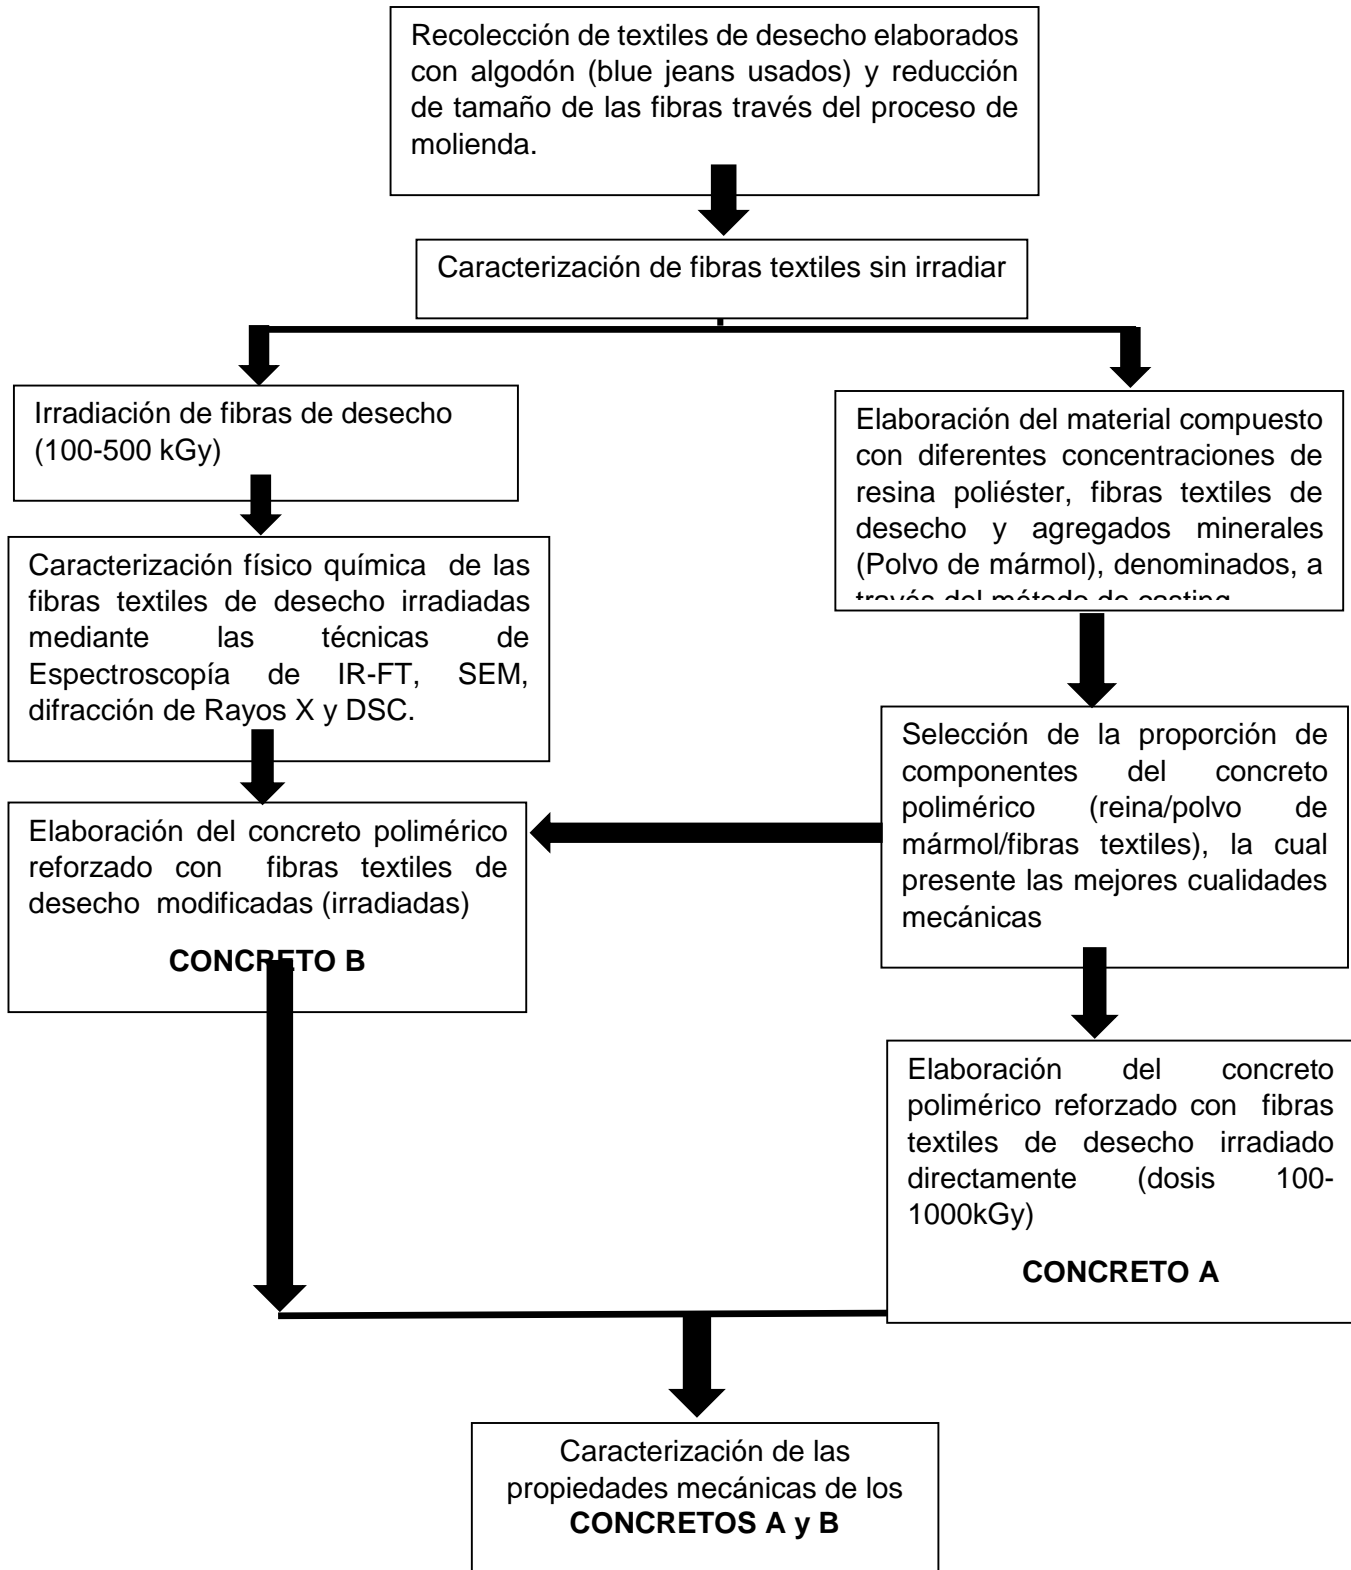 Recolección de textiles de desecho elaborados
con algodón (blue jeans usados) y reducción
de tamaño de las fibras través del proceso de
molienda.
Caracterización de fibras textiles sin irradiar
Irradiación de fibras de desecho
(100-500 kGy)
Elaboración del material compuesto
con diferentes concentraciones de
resina poliéster, fibras textiles de
desecho y agregados minerales
(Polvo de mármol), denominados, a
través del método de casting
Caracterización físico química de las
fibras textiles de desecho irradiadas
mediante las técnicas de
Espectroscopía de IR-FT, SEM,
difracción de Rayos X y DSC.
Selección de la proporción de
componentes del concreto
polimérico (reina/polvo de
mármol/fibras textiles), la cual
presente las mejores cualidades
mecánicas
Elaboración del concreto polimérico
reforzado con fibras textiles de
desecho modificadas (irradiadas)
CONCRETO B
Elaboración del concreto
polimérico reforzado con fibras
textiles de desecho irradiado
directamente (dosis 100-
1000kGy)
CONCRETO A
Caracterización de las
propiedades mecánicas de los
CONCRETOS A y B